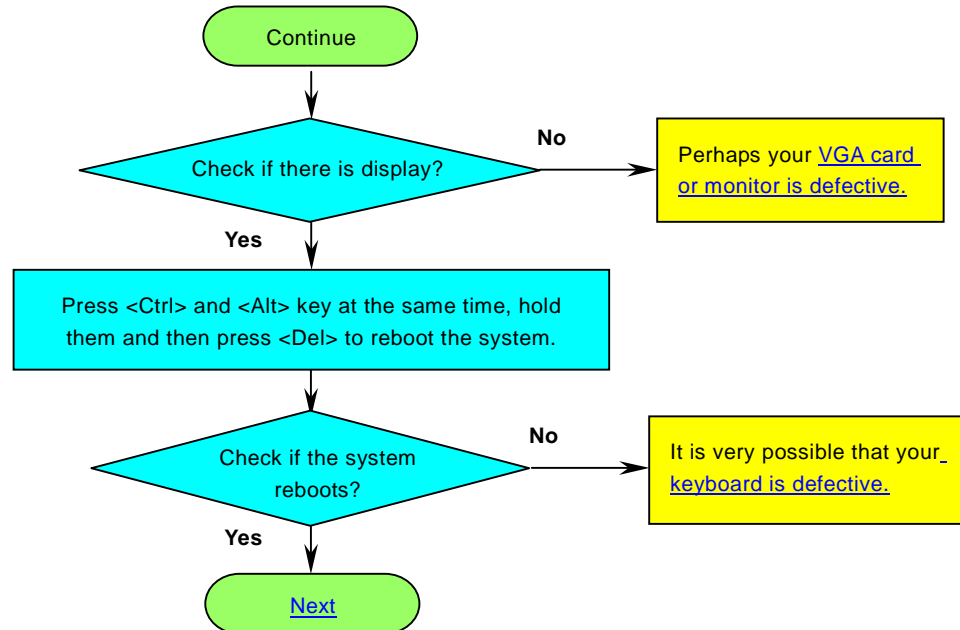 Continue
Check if there is display?
No
Perhaps your VGA card
or monitor is defective.
Yes
Press <Ctrl> and <Alt> key at the same time, hold
them and then press <Del> to reboot the system.
Check if the system
reboots?
No
It is very possible that your
keyboard is defective.
Yes
Next